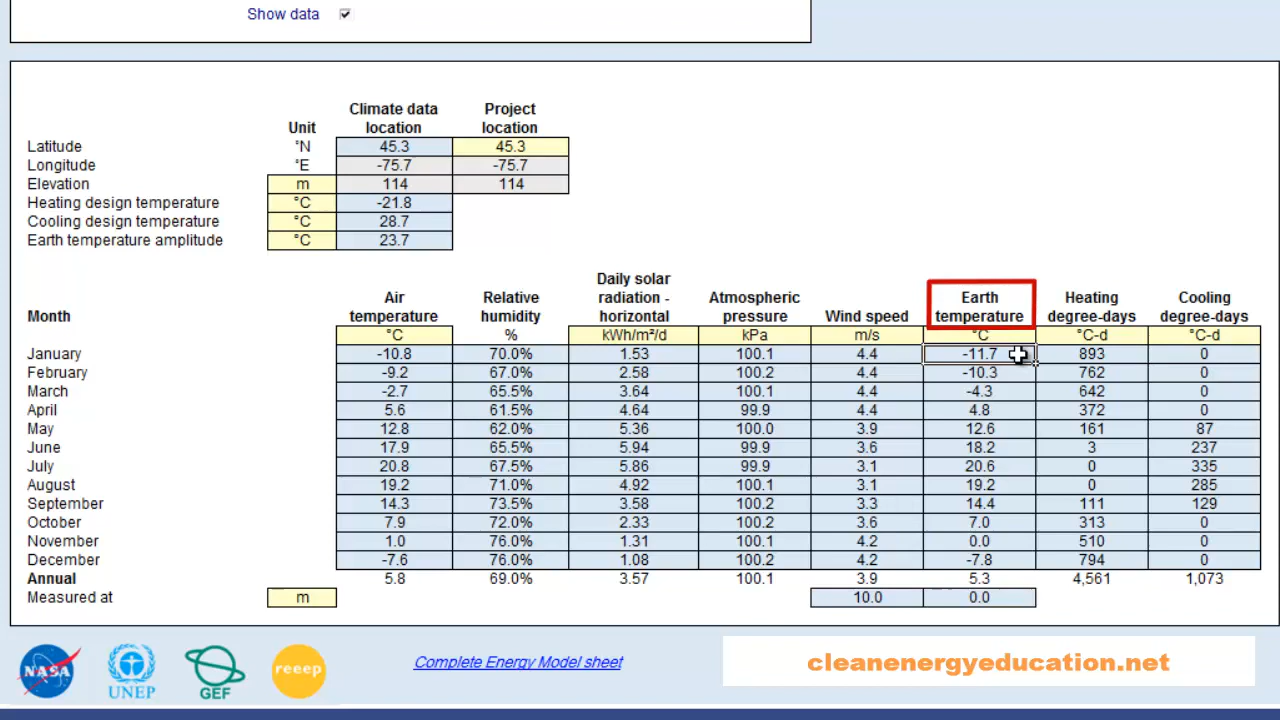 Show data
Climate data Project
Unit location location
Latitude °N 45.3 45.3
Longitude °E -75.7 -75.7
Elevation m 114 114
Heating design temperature °C -21.8
Cooling design temperature °C 28.7
Earth temperature amplitude °C 23.7
Daily solar
Air Relative radiation - Atmospheric Earth Heating Cooling
Month temperature humidity horizontal pressure Wind speed temperature degree-days degree-days
°C % kWh/m²/d kPa m/s °C °C-d °C-d
January -10.8 70.0% 1.53 100.1 4.4 -11.7 893 0
February -9.2 67.0% 2.58 100.2 4.4 -10.3 762 0
March -2.7 65.5% 3.64 100.1 4.4 -4.3 642 0
April 5.6 61.5% 4.64 99.9 4.4 4.8 372 0
May 12.8 62.0% 5.36 100.0 3.9 12.6 161 87
June 17.9 65.5% 5.94 99.9 3.6 18.2 3 237
July 20.8 67.5% 5.86 99.9 3.1 20.6 0 335
August 19.2 71.0% 4.92 100.1 3.1 19.2 0 285
September 14.3 73.5% 3.58 100.2 3.3 14.4 111 129
October 7.9 72.0% 2.33 100.2 3.6 7.0 313 0
November 1.0 76.0% 1.31 100.1 4.2 0.0 510 0
December -7.6 76.0% 1.08 100.2 4.2 -7.8 794 0
Annual 5.8 69.0% 3.57 100.1 3.9 5.3 4,561 1,073
Measured at m 10.0 0.0
NASA UNEP GEF reeep Complete Energy Model sheet cleanenergyeducation.net